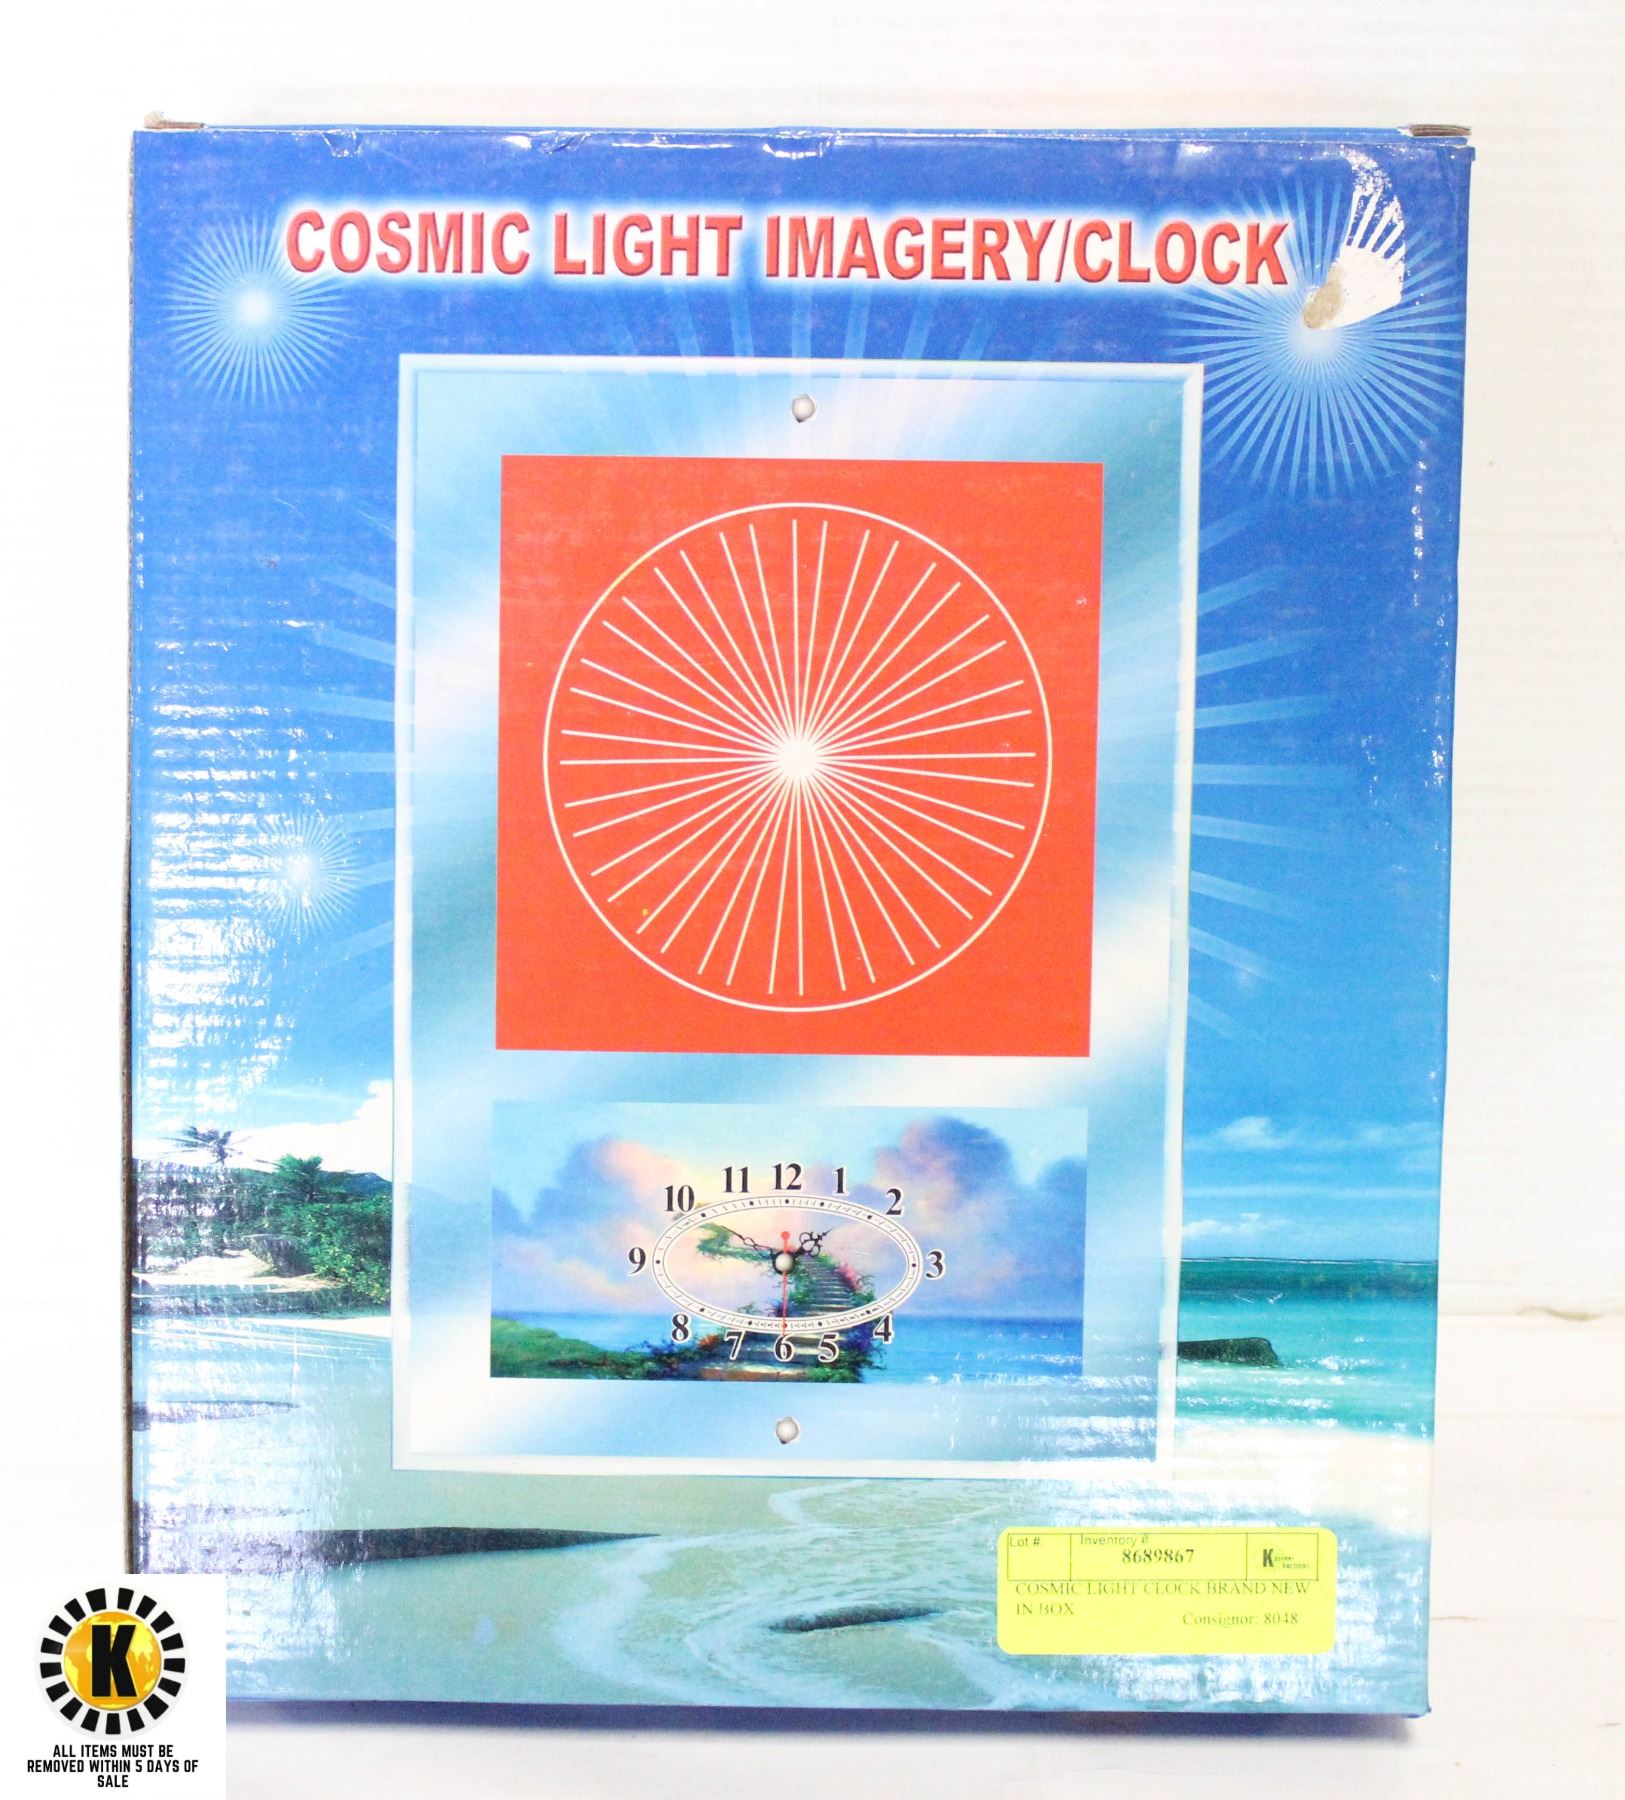 COSMIC LIGHT IMAGERY/CLOCK
11 12 1
10 2
9 3
8 4
7 6 5
Lot #: Inventory #:
8689867
K
COSMIC LIGHT CLOCK BRAND NEW
IN BOX
Consignor: 8048
K
ALL ITEMS MUST BE
REMOVED WITHIN 5 DAYS OF
SALE